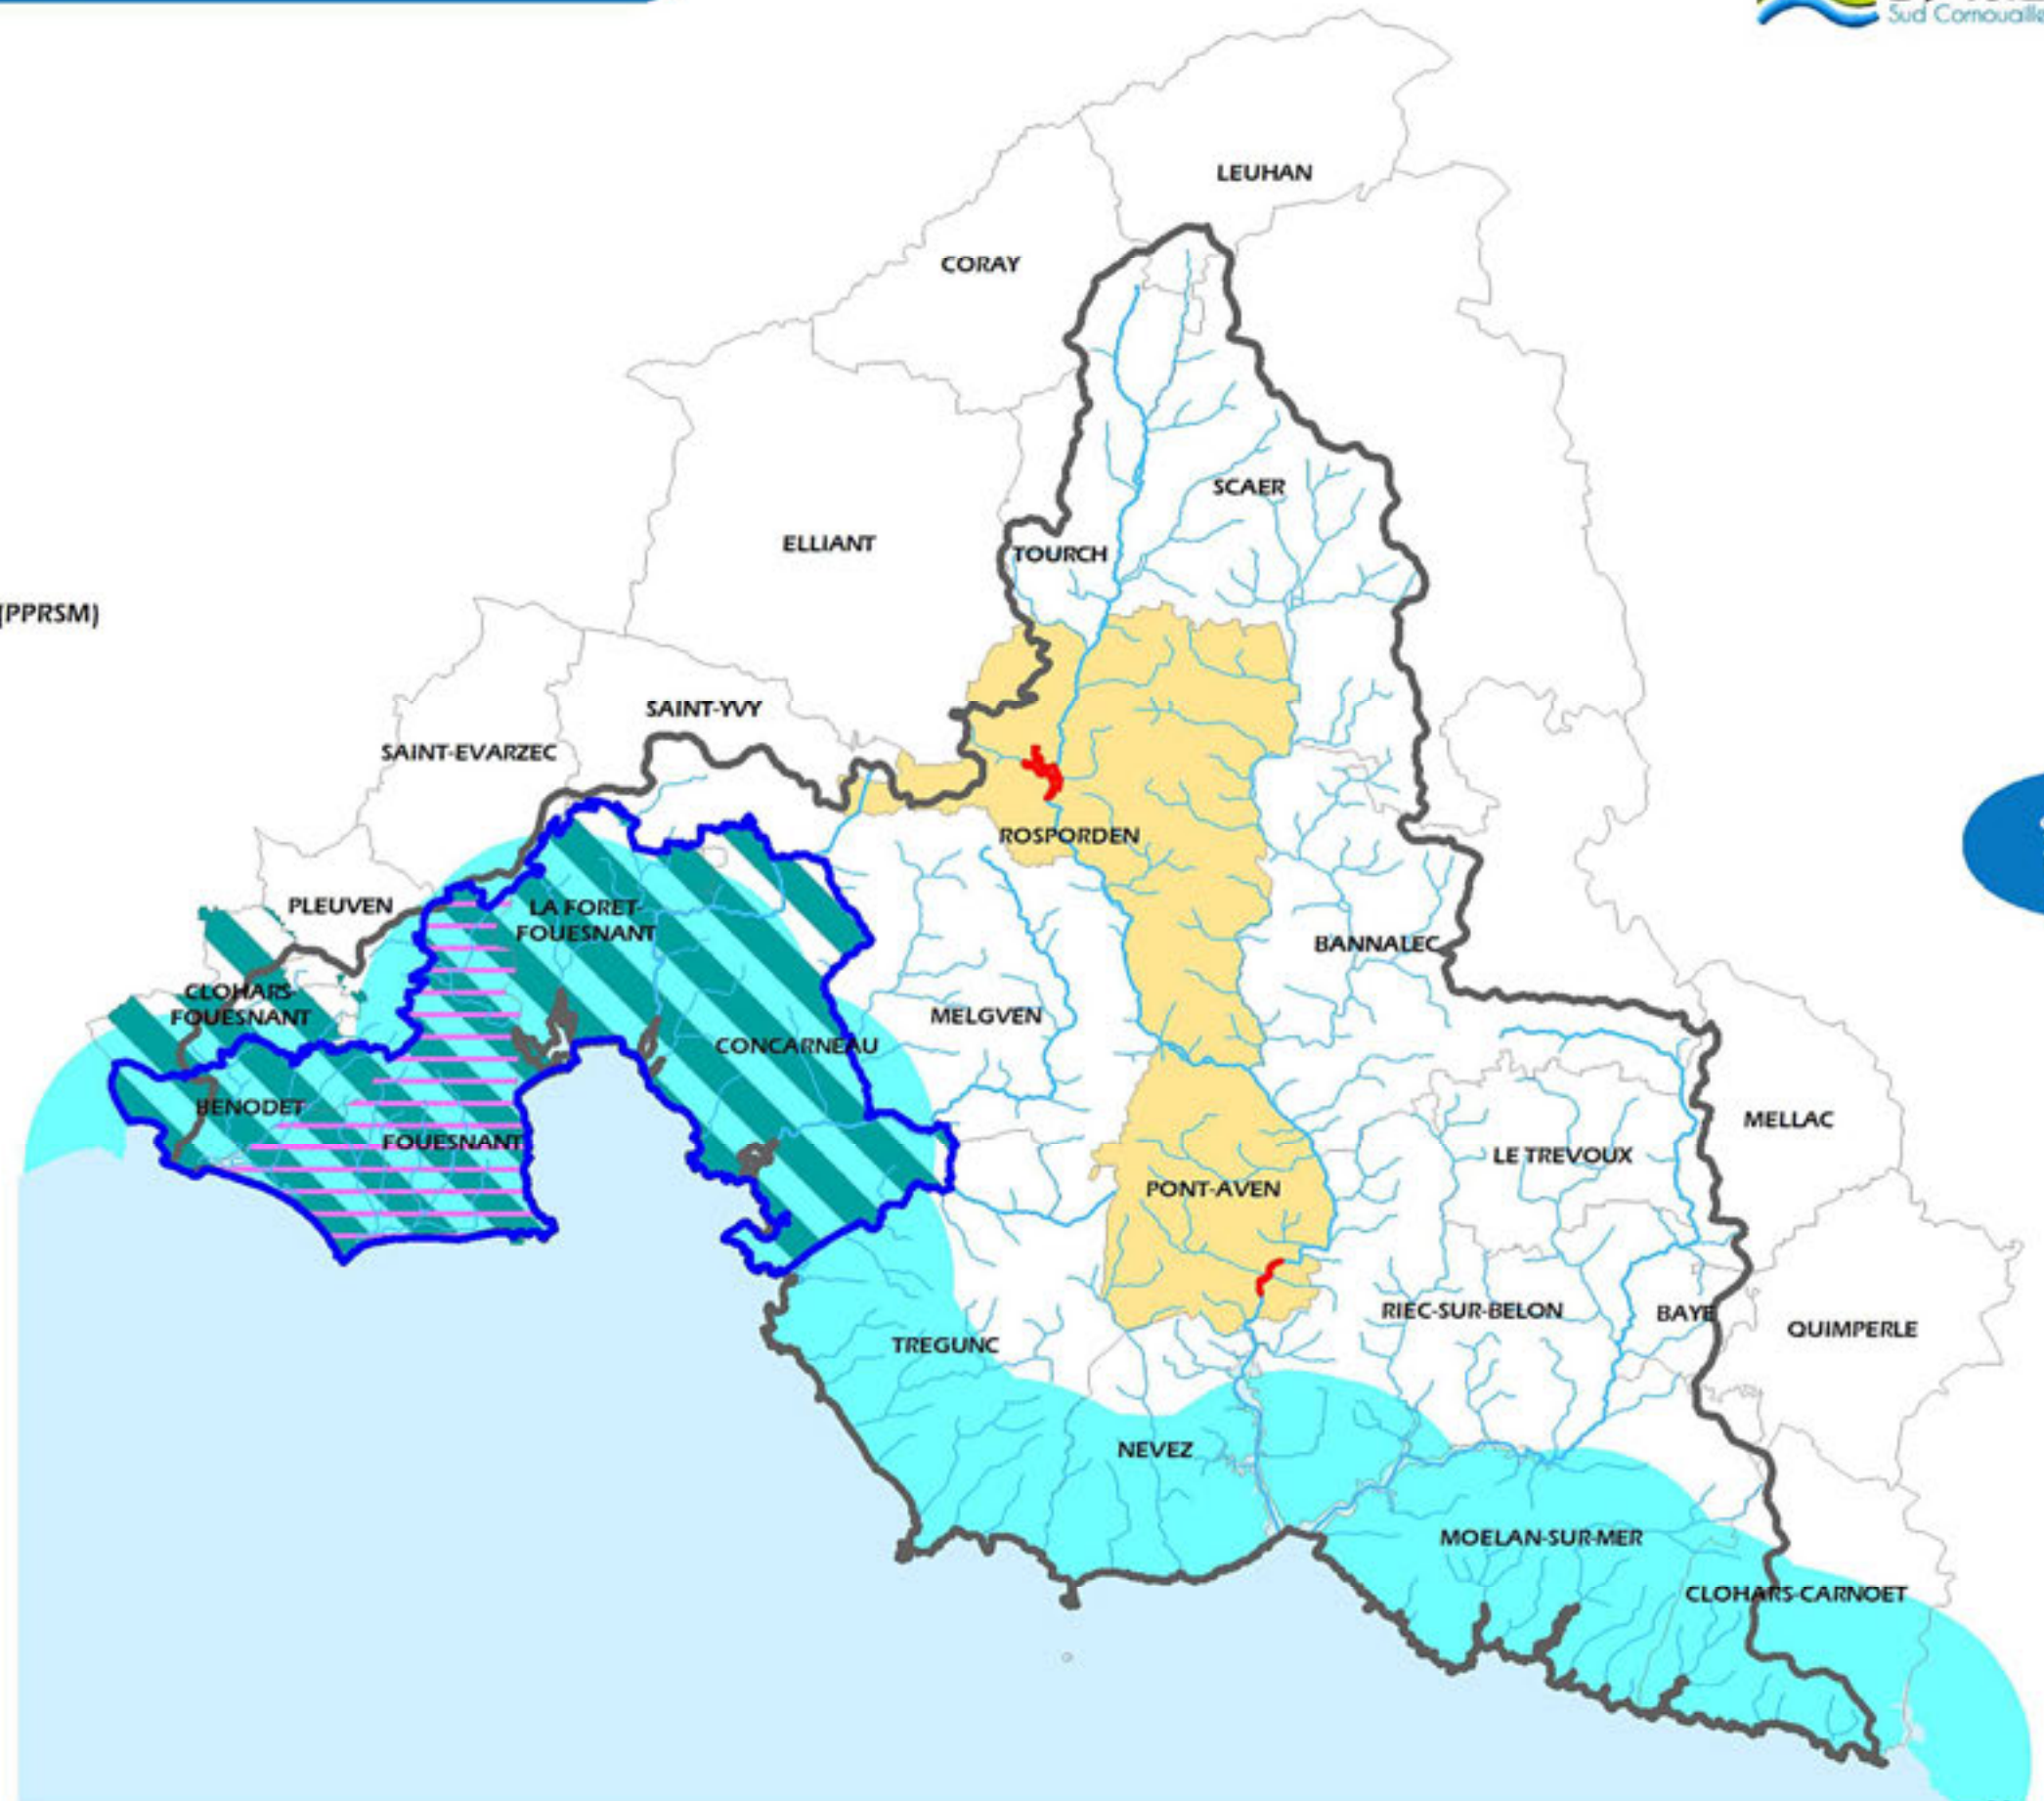 Sud Cornouaille
LEUHAN
CORAY
SCAER
ELLIANT
TOURCH
(PPRSM)
SAINT-YVY
SAINT-EVARZEC
ROSPORDEN
PLEUVEN
LA FORET-
FOUESNANT
BANNALEC
CLOHARS-
FOUESNANT
MELGVEN
CONCARNEAU
BENODET
MELLAC
FOUESNANT
LE TREVOUX
PONT-AVEN
RIEC-SUR-BELON
BAYE
QUIMPERLE
TREGUNC
NEVEZ
MOELAN-SUR-MER
CLOHARS-CARNOET